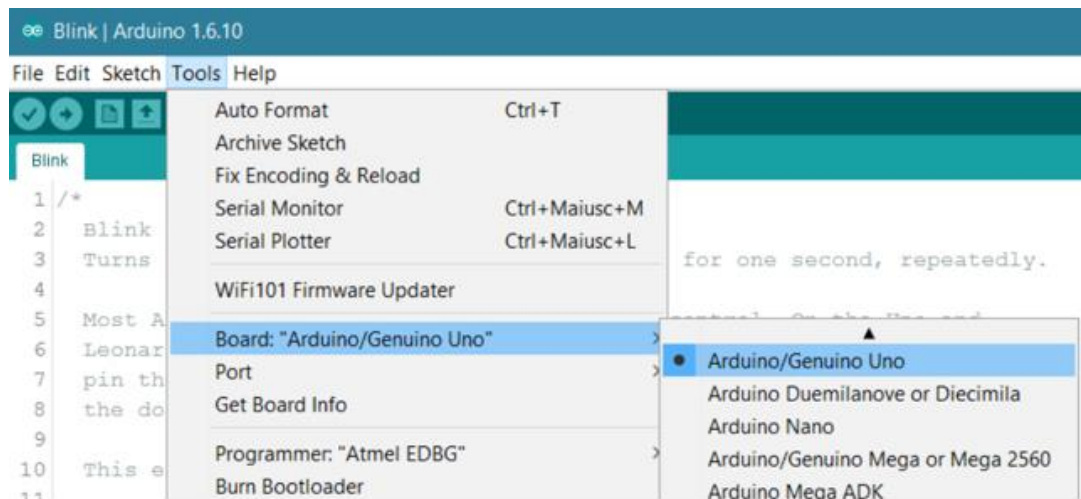 Blink | Arduino 1.6.10
File Edit Sketch Tools Help
Blink
Auto Format Ctrl+T
Archive Sketch
Fix Encoding & Reload
Serial Monitor Ctrl+Maiusc+M
Serial Plotter Ctrl+Maiusc+L
WiFi101 Firmware Updater
Board: "Arduino/Genuino Uno"
Port
Get Board Info
Programmer: "Atmel EDBG"
Burn Bootloader
Arduino/Genuino Uno
Arduino Duemilanove or Diecimila
Arduino Nano
Arduino/Genuino Mega or Mega 2560
Arduino Mega ADK
1 /*
2 Blink
3 Turns for one second, repeatedly.
4
5 Most A
6 Leonar
7 pin th
8 the do
9
10 This e